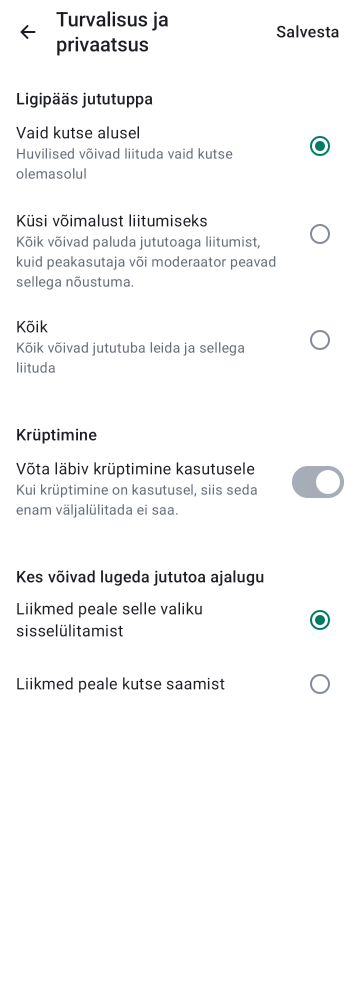 Turvalisus ja
privaatsus
Salvesta
Ligipääs jututuppa
Vaid kutse alusel
Huvilised võivad liituda vaid kutse
olemasolul
Küsi võimalust liitumiseks
Kõik võivad paluda jututoaga liitumist,
kuid peakasutaja või moderaator peavad
sellega nõustuma.
Kõik
Kõik võivad jututuba leida ja sellega
liituda
Krüptimine
Võta läbiv krüptimine kasutusele
Kui krüptimine on kasutusel, siis seda
enam väljalülitada ei saa.
Kes võivad lugeda jututoa ajalugu
Liikmed peale selle valiku
sisselülitamist
Liikmed peale kutse saamist